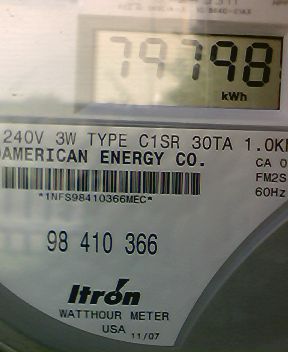 79798
kWh
240V 3W TYPE C1SR 30TA 1.0
AMERICAN ENERGY CO.
CA
FM2S
60Hz
*1NFS98410366MEC*
98 410 366
Itron
WATTHOUR METER
USA 11/07